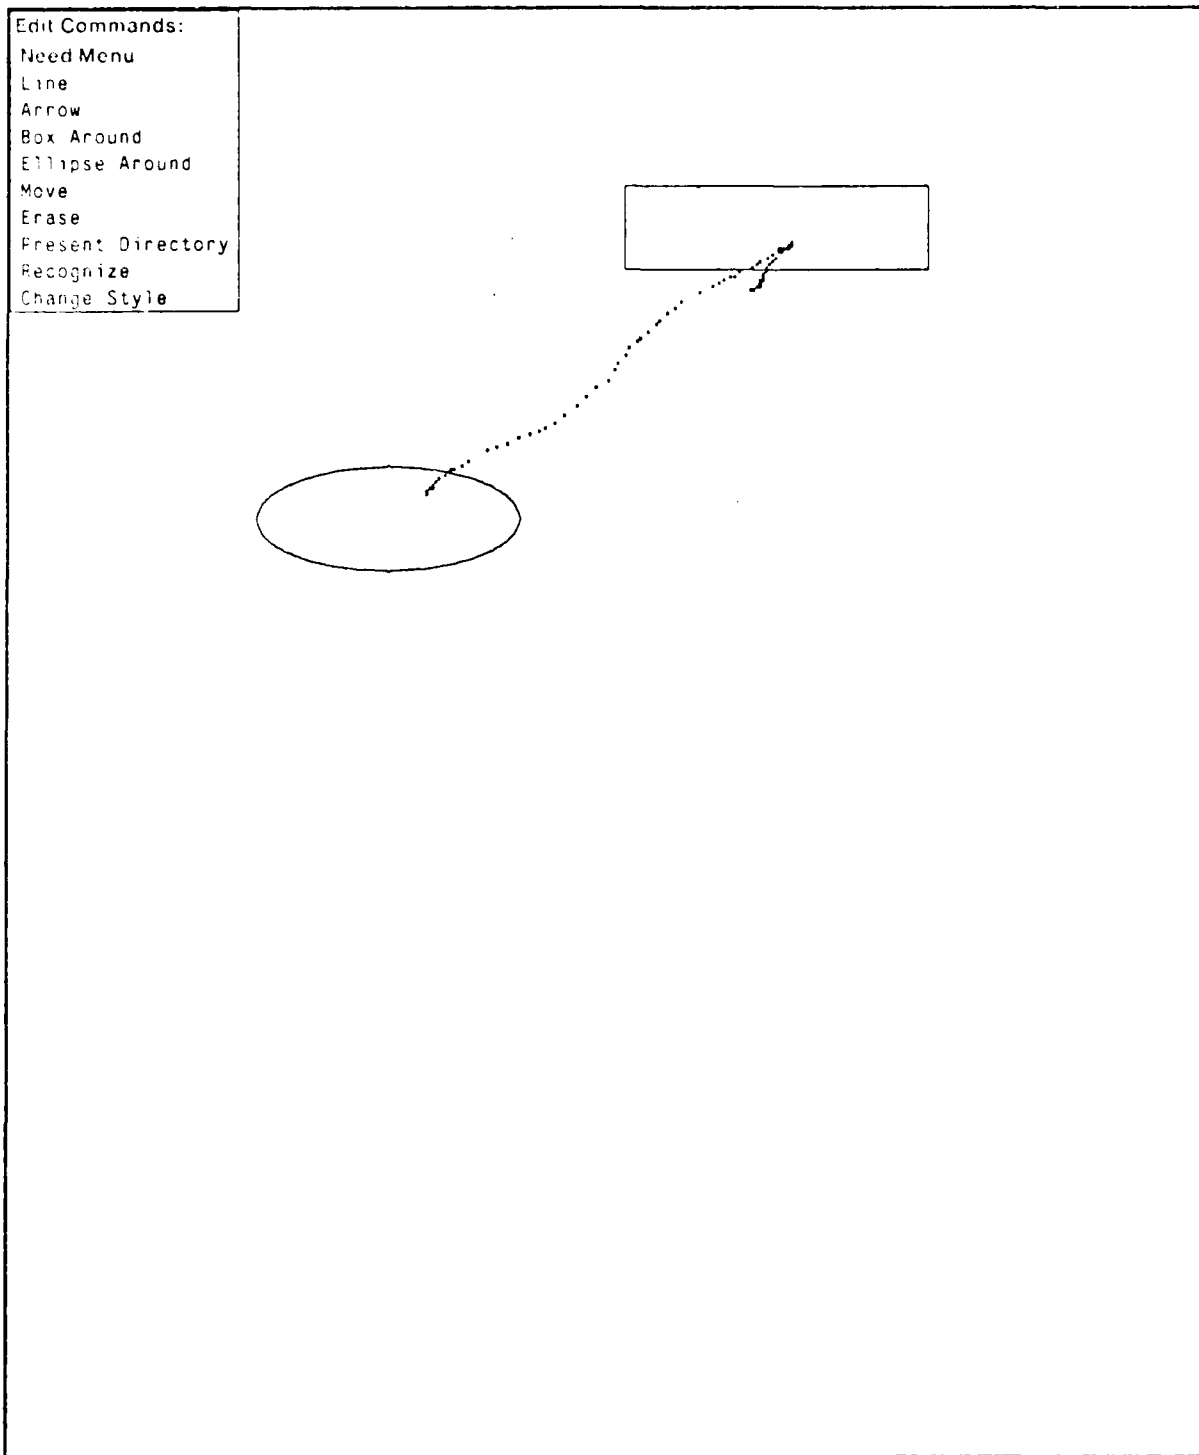 Edit Commands:
Need Menu
Line
Arrow
Box Around
Ellipse Around
Move
Erase
Present Directory
Recognize
Change Style